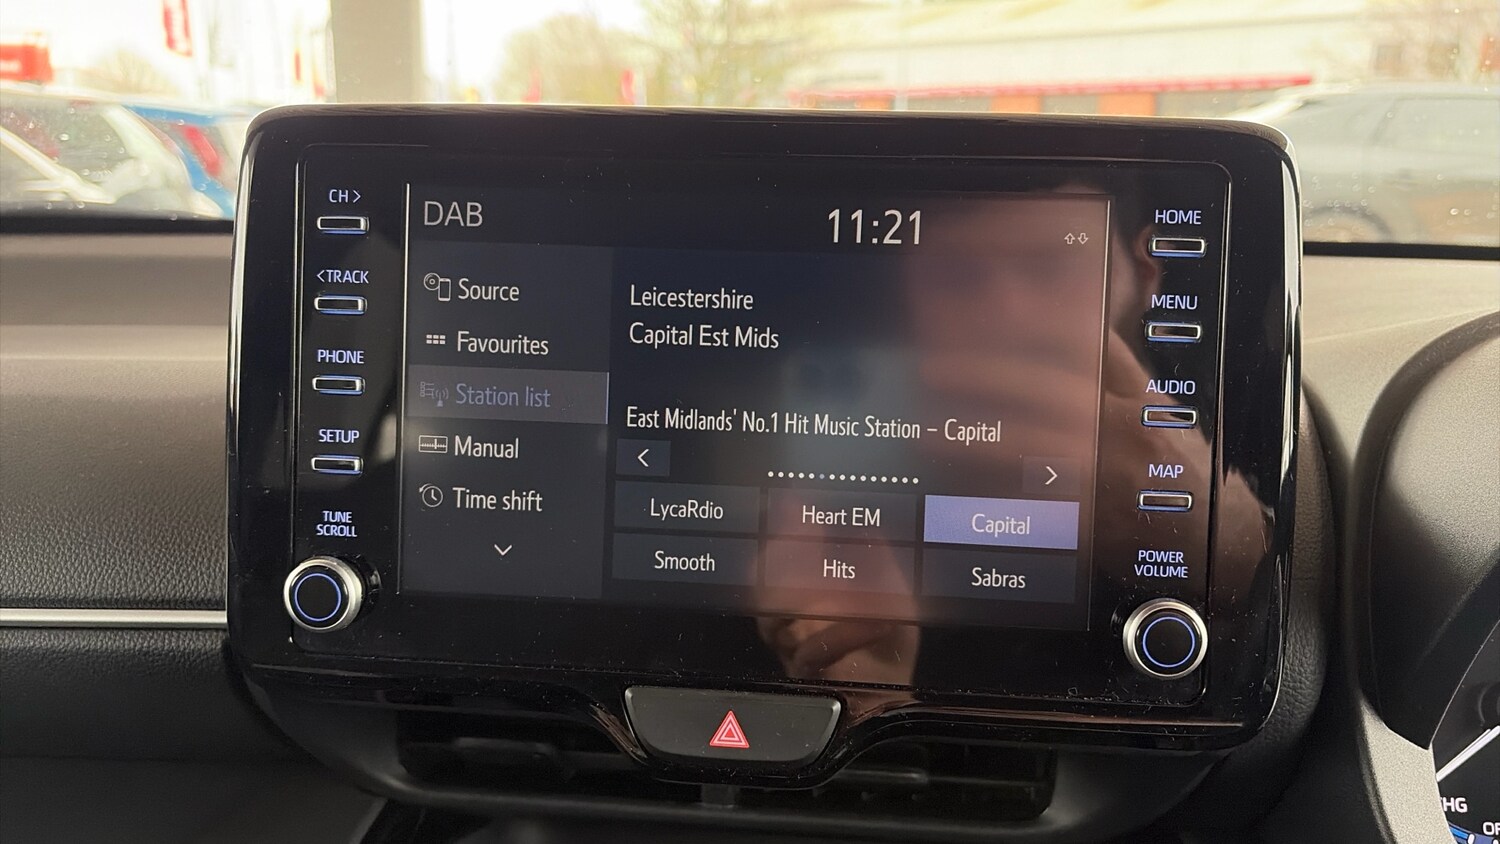 CH >
< TRACK
PHONE
SETUP
TUNE
SCROLL
DAB
11:21
Source
Favourites
Station list
Manual
Time shift
Leicestershire
Capital Est Mids
East Midlands' No.1 Hit Music Station – Capital
LycaRdio
Heart EM
Capital
Smooth
Hits
Sabras
HOME
MENU
AUDIO
MAP
POWER
VOLUME